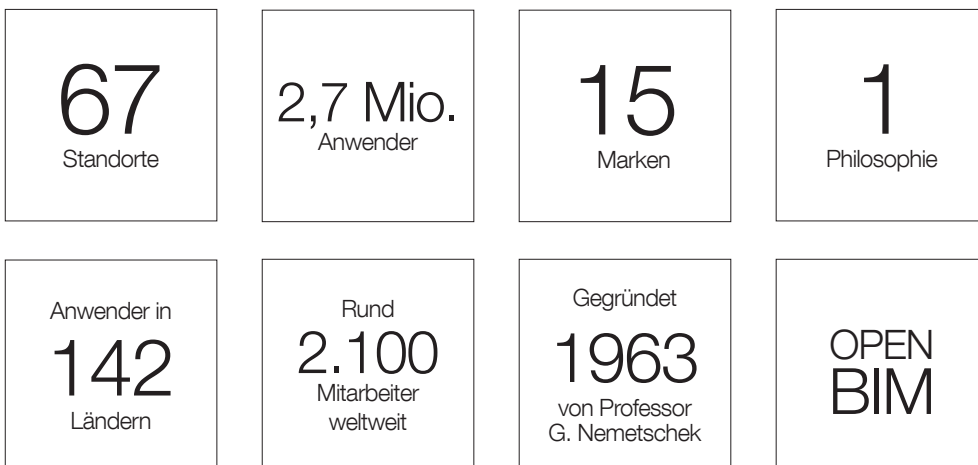 67
Standorte
2,7 Mio.
Anwender
15
Marken
1
Philosophie
Anwender in
142
Ländern
Rund
2.100
Mitarbeiter
weltweit
Gegründet
1963
von Professor
G. Nemetschek
OPEN
BIM